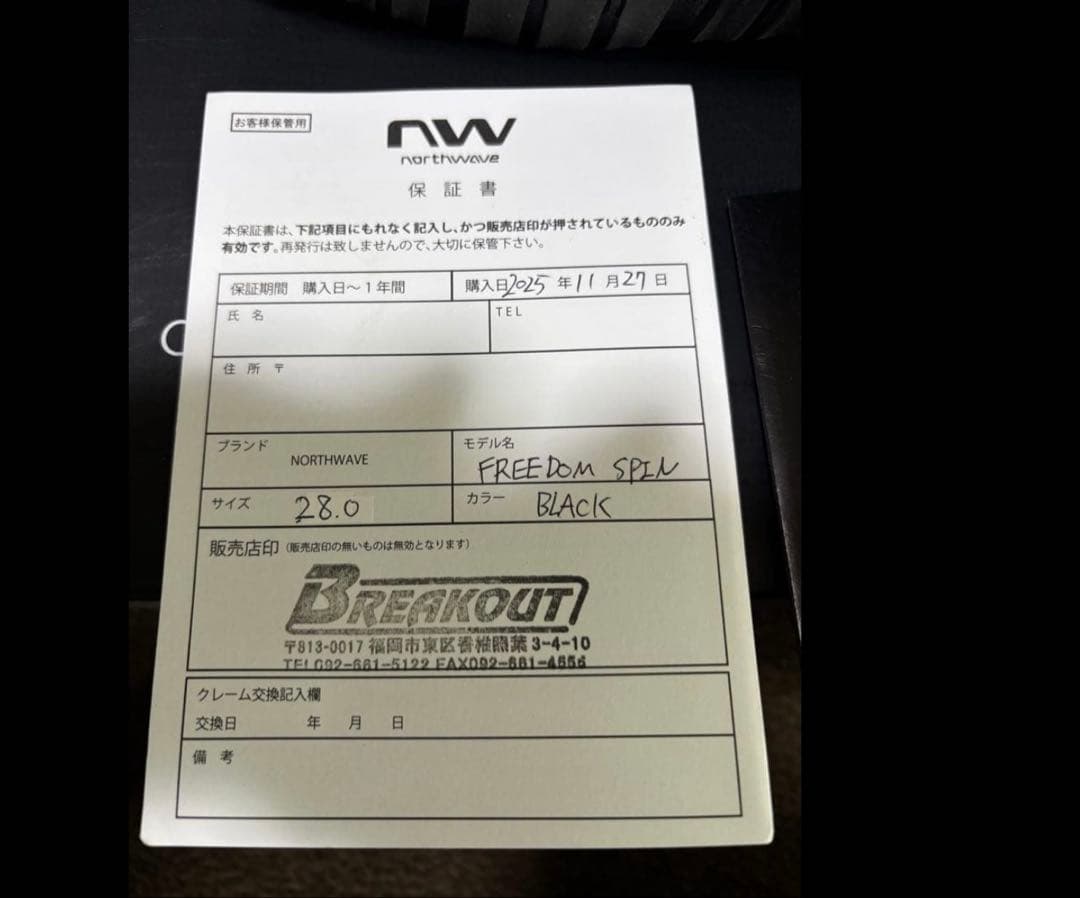 お客様保管用
nw
northwave
保証書
本保証書は、下記項目にもれなく記入し、かつ販売店印が押されているもののみ
有効です。再発行は致しませんので、大切に保管下さい。
保証期間 購入日～1年間 購入日2025年11月27日
氏名 TEL
住所 〒
ブランド NORTHWAVE モデル名 FREEDOM SPIN
サイズ 28.0 カラー BLACK
販売店印(販売店印の無いものは無効となります)
BREAKOUT
〒813-0017 福岡市東区香椎照葉 3-4-10
TEL092-661-5122 FAX092-661-4656
クレーム交換記入欄
交換日 年 月 日
備考